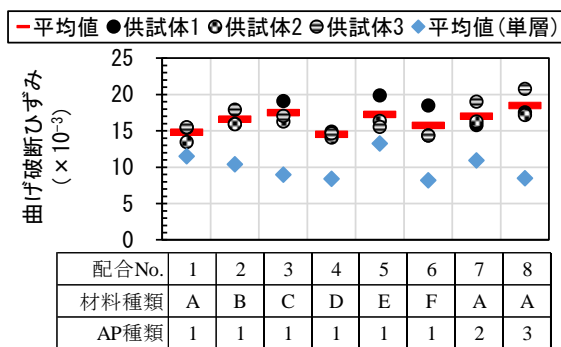 平均値 供試体1 供試体2 供試体3 平均値(単層)
曲げ破断ひずみ
(×10⁻³)
25
20
15
10
5
0
配合No. 1 2 3 4 5 6 7 8
材料種類 A B C D E F A A
AP種類 1 1 1 1 1 1 2 3